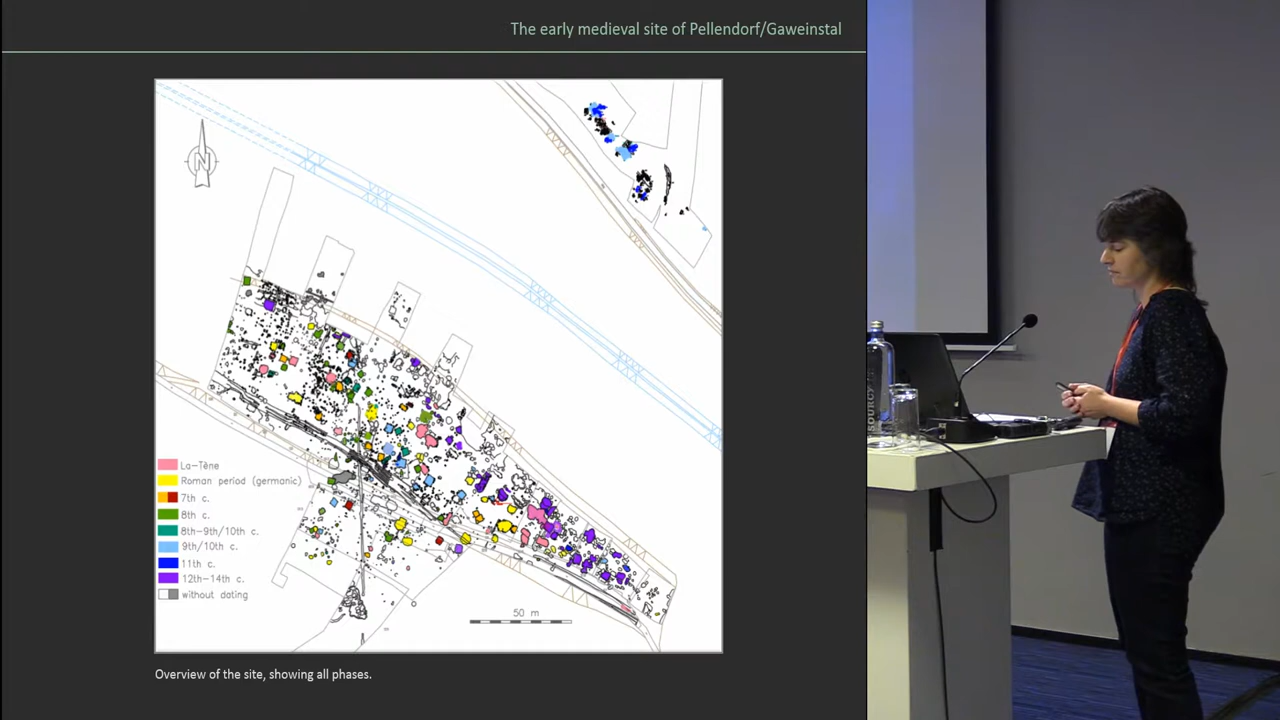 The early medieval site of Pellendorf/Gaweinstal
N
La-Tène
Roman period (germanic)
7th c.
8th c.
8th-9th/10th c.
9th/10th c.
11th c.
12th-14th c.
without dating
50 m
Overview of the site, showing all phases.
SOURCY